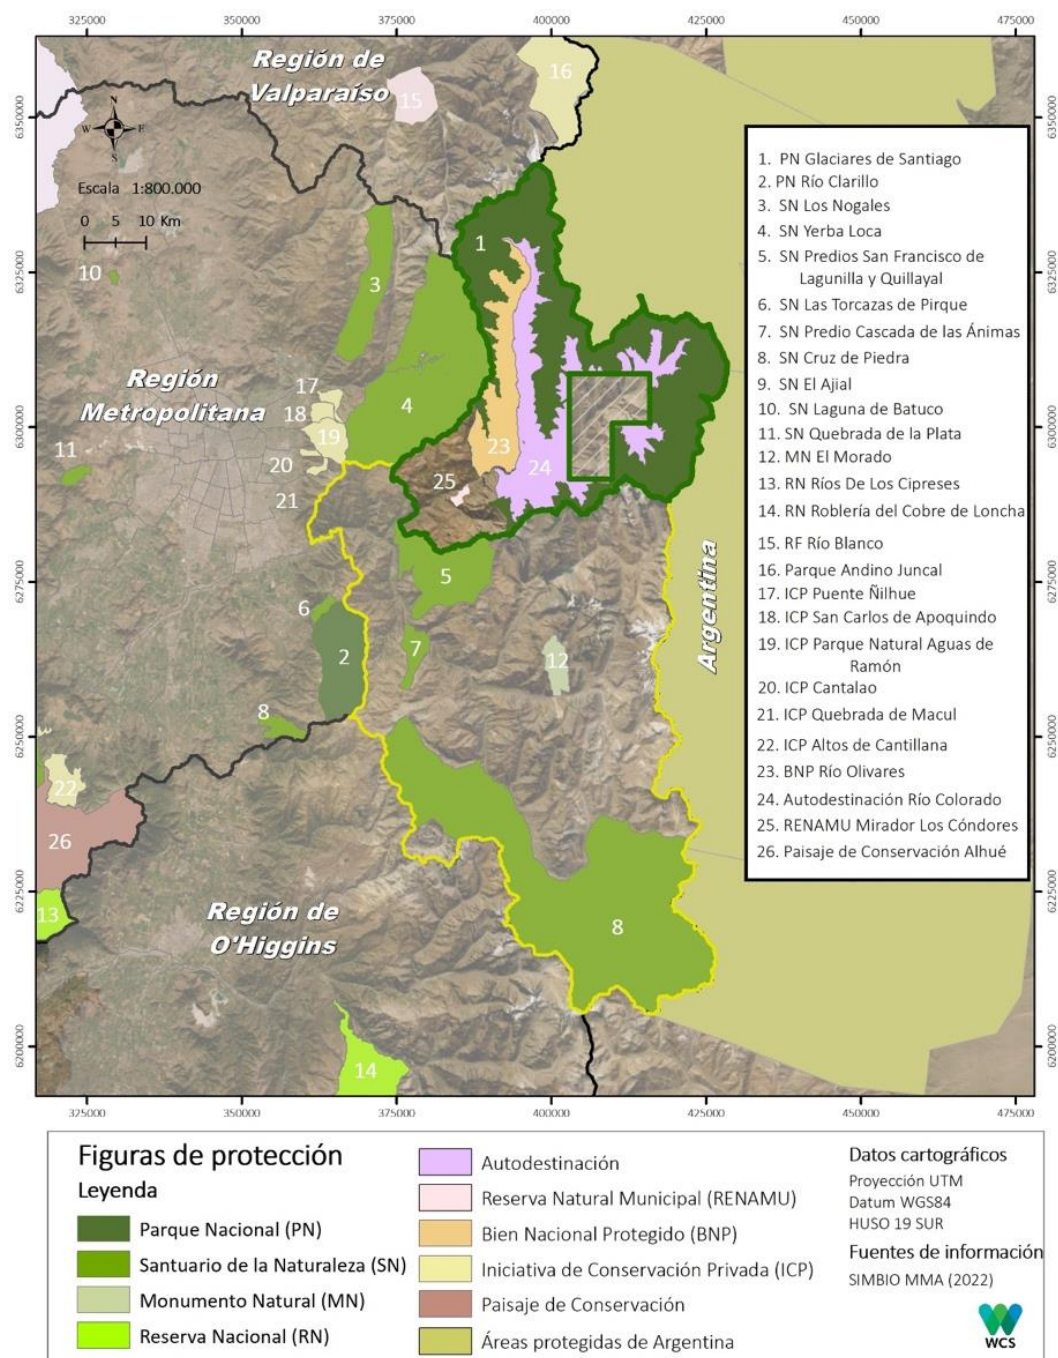 325000 350000 375000 400000 425000 450000 475000
Región de
Valparaíso
16
15
6350000
6350000
N
W E
S
Escala 1:800.000
0 5 10 Km
1
10
3
6325000
6325000
Región
Metropolitana
17
18
4
19
6300000
6300000
11
20
23
24
21
25
5
6275000
6275000
6
2
7
12
Argentina
8
6250000
6250000
22
26
6225000
6225000
13
Región de
O'Higgins
8
6200000
6200000
14
325000 350000 375000 400000 425000 450000 475000
1. PN Glaciares de Santiago
2. PN Río Clarillo
3. SN Los Nogales
4. SN Yerba Loca
5. SN Predios San Francisco de
Lagunilla y Quillayal
6. SN Las Torcazas de Pirque
7. SN Predio Cascada de las Ánimas
8. SN Cruz de Piedra
9. SN El Ajial
10. SN Laguna de Batuco
11. SN Quebrada de la Plata
12. MN El Morado
13. RN Ríos De Los Cipreses
14. RN Roblería del Cobre de Loncha
15. RF Río Blanco
16. Parque Andino Juncal
17. ICP Puente Ñilhue
18. ICP San Carlos de Apoquindo
19. ICP Parque Natural Aguas de
Ramón
20. ICP Cantalao
21. ICP Quebrada de Macul
22. ICP Altos de Cantillana
23. BNP Río Olivares
24. Autodestinación Río Colorado
25. RENAMU Mirador Los Cóndores
26. Paisaje de Conservación Alhué
Figuras de protección
Leyenda
Parque Nacional (PN)
Santuario de la Naturaleza (SN)
Monumento Natural (MN)
Reserva Nacional (RN)
Autodestinación
Reserva Natural Municipal (RENAMU)
Bien Nacional Protegido (BNP)
Iniciativa de Conservación Privada (ICP)
Paisaje de Conservación
Áreas protegidas de Argentina
Datos cartográficos
Proyección UTM
Datum WGS84
HUSO 19 SUR
Fuentes de información
SIMBIO MMA (2022)
WCS